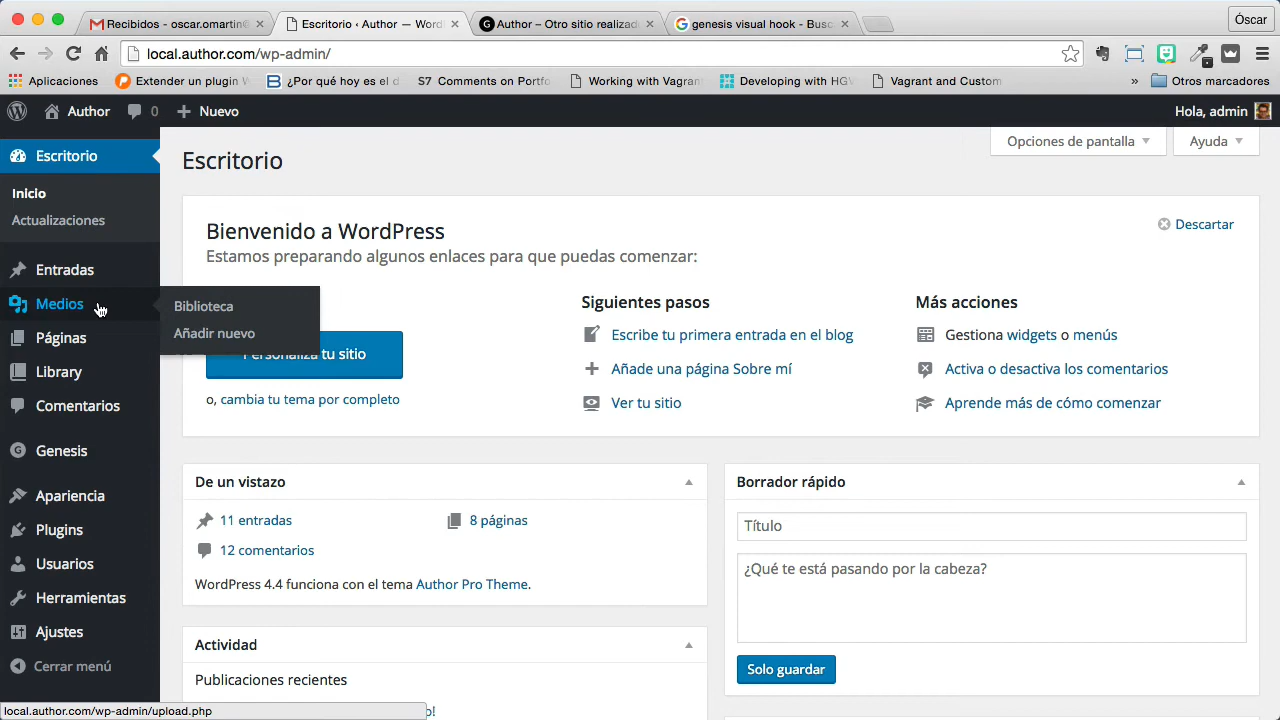 Recibidos - oscar.omartin@
Escritorio ‹ Author — Word
Author – Otro sitio realizad
genesis visual hook - Bus
Óscar
local.author.com/wp-admin/
Aplicaciones
Extender un plugin
¿Por qué hoy es el d
S7 Comments on Portfo
Working with Vagrant
Developing with HGV
Vagrant and Custom
»
Otros marcadores
Author
0
Nuevo
Hola, admin
Escritorio
Inicio
Actualizaciones
Entradas
Medios
Biblioteca
Añadir nuevo
Páginas
Library
Comentarios
Genesis
Apariencia
Plugins
Usuarios
Herramientas
Ajustes
Cerrar menú
Opciones de pantalla
Ayuda
Escritorio
Bienvenido a WordPress
Descartar
Estamos preparando algunos enlaces para que puedas comenzar:
Personaliza tu sitio
o, cambia tu tema por completo
Siguientes pasos
Escribe tu primera entrada en el blog
Añade una página Sobre mí
Ver tu sitio
Más acciones
Gestiona widgets o menús
Activa o desactiva los comentarios
Aprende más de cómo comenzar
De un vistazo
11 entradas
8 páginas
12 comentarios
WordPress 4.4 funciona con el tema Author Pro Theme.
Actividad
Publicaciones recientes
Borrador rápido
Título
¿Qué te está pasando por la cabeza?
Solo guardar
local.author.com/wp-admin/upload.php